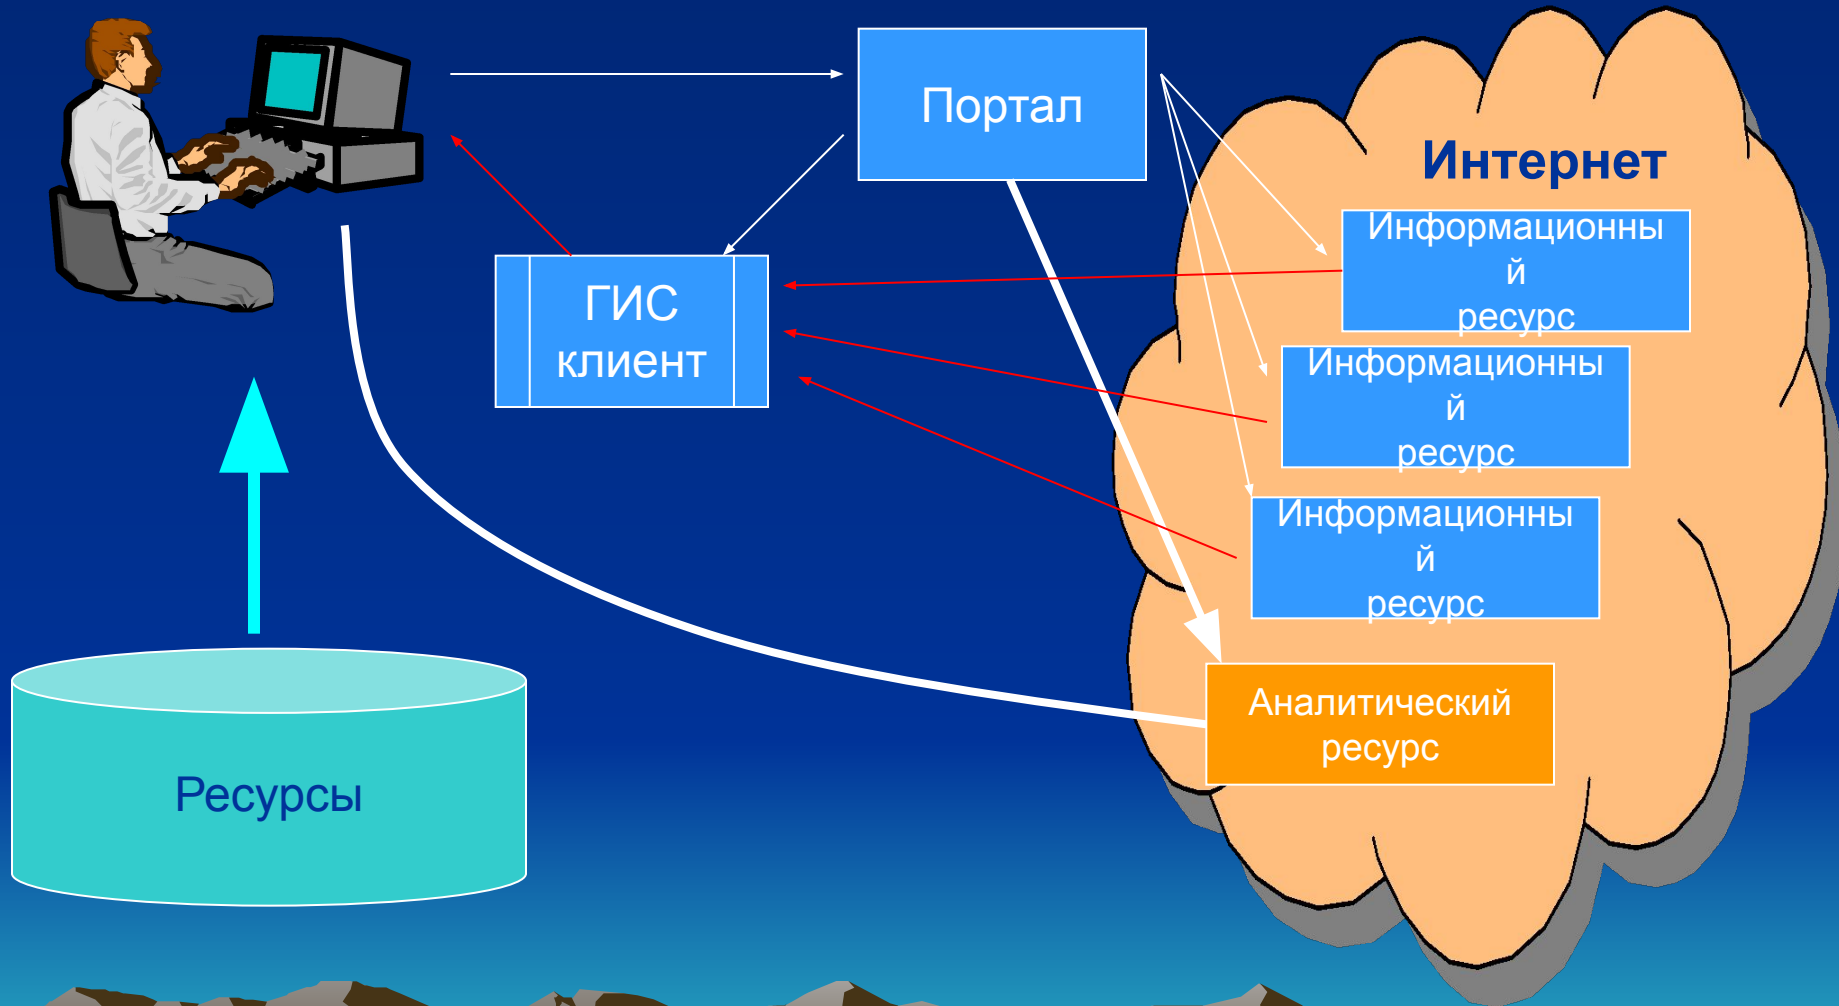 Портал
Интернет
Информационны
й
ресурс
ГИС
клиент
Информационны
й
ресурс
Информационны
й
ресурс
Аналитический
ресурс
Ресурсы